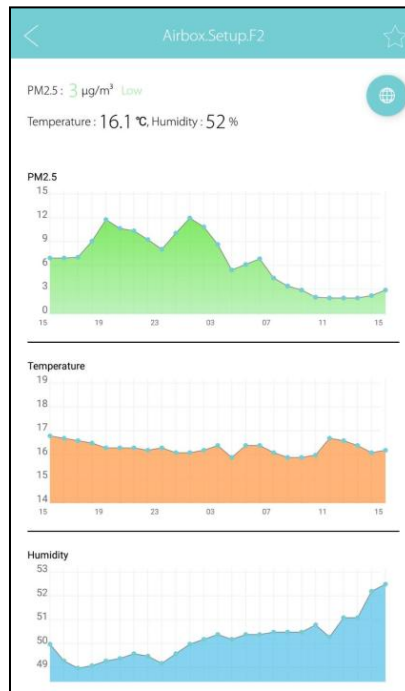 Airbox.Setup.F2
PM2.5 : 3 μg/m³ Low
Temperature : 16.1 ℃, Humidity : 52 %
PM2.5
15
12
9
6
3
0
15 19 23 03 07 11 15
Temperature
19
18
17
16
15
14
15 19 23 03 07 11 15
Humidity
53
52
51
50
49